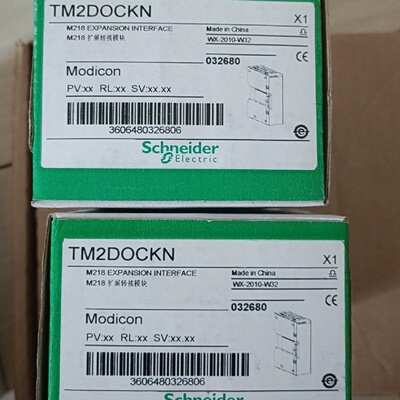 TM2DOCKN
X1
M218 EXPANSION INTERFACE
Made in China
M218 扩展转接模块
WX-2010-W32
032680
CE
Modicon
PV:xx RL:xx SV:xx.xx
3606480326806
Schneider
Electric
TM2DOCKN
X1
M218 EXPANSION INTERFACE
Made in China
M218 扩展转接模块
WX-2010-W32
032680
CE
Modicon
PV:xx RL:xx SV:xx.xx
3606480326806
Schneider
Electric